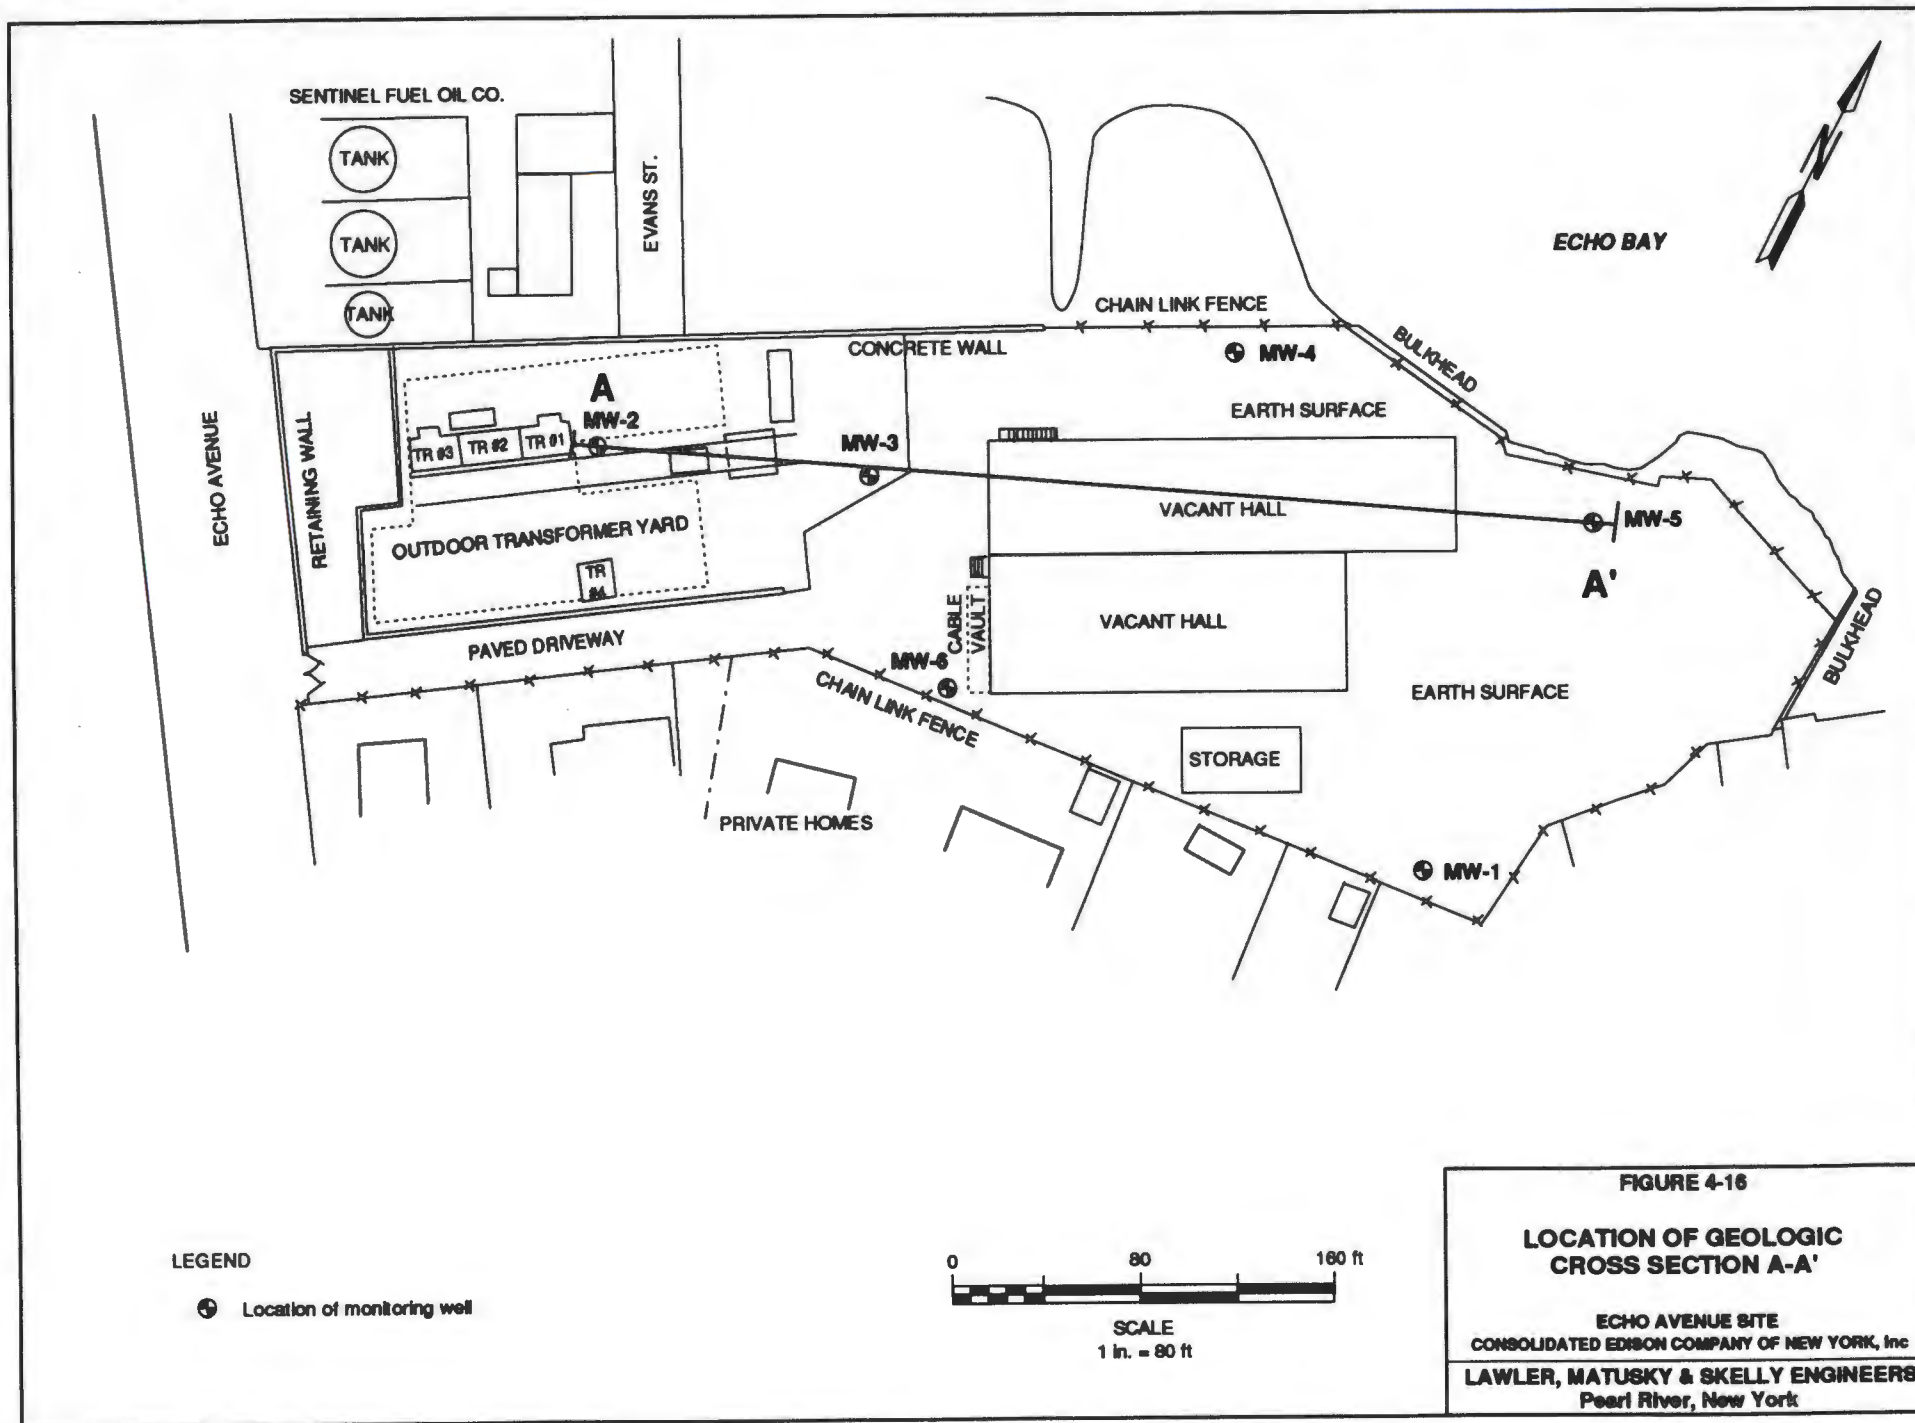 SENTINEL FUEL OIL CO.
TANK
TANK
TANK
EVANS ST.
ECHO BAY
N
CHAIN LINK FENCE
BULKHEAD
CONCRETE WALL
MW-4
EARTH SURFACE
A
MW-2
MW-3
TR #3
TR #2
TR #1
ECHO AVENUE
RETAINING WALL
OUTDOOR TRANSFORMER YARD
TR
#4
VACANT HALL
MW-5
A'
CABLE
VAULT
VACANT HALL
BULKHEAD
PAVED DRIVEWAY
MW-6
CHAIN LINK FENCE
EARTH SURFACE
STORAGE
PRIVATE HOMES
MW-1
LEGEND
Location of monitoring well
0 80 160 ft
SCALE
1 in. = 80 ft
FIGURE 4-16
LOCATION OF GEOLOGIC
CROSS SECTION A-A'
ECHO AVENUE SITE
CONSOLIDATED EDISON COMPANY OF NEW YORK, Inc
LAWLER, MATUSKY & SKELLY ENGINEERS
Pearl River, New York